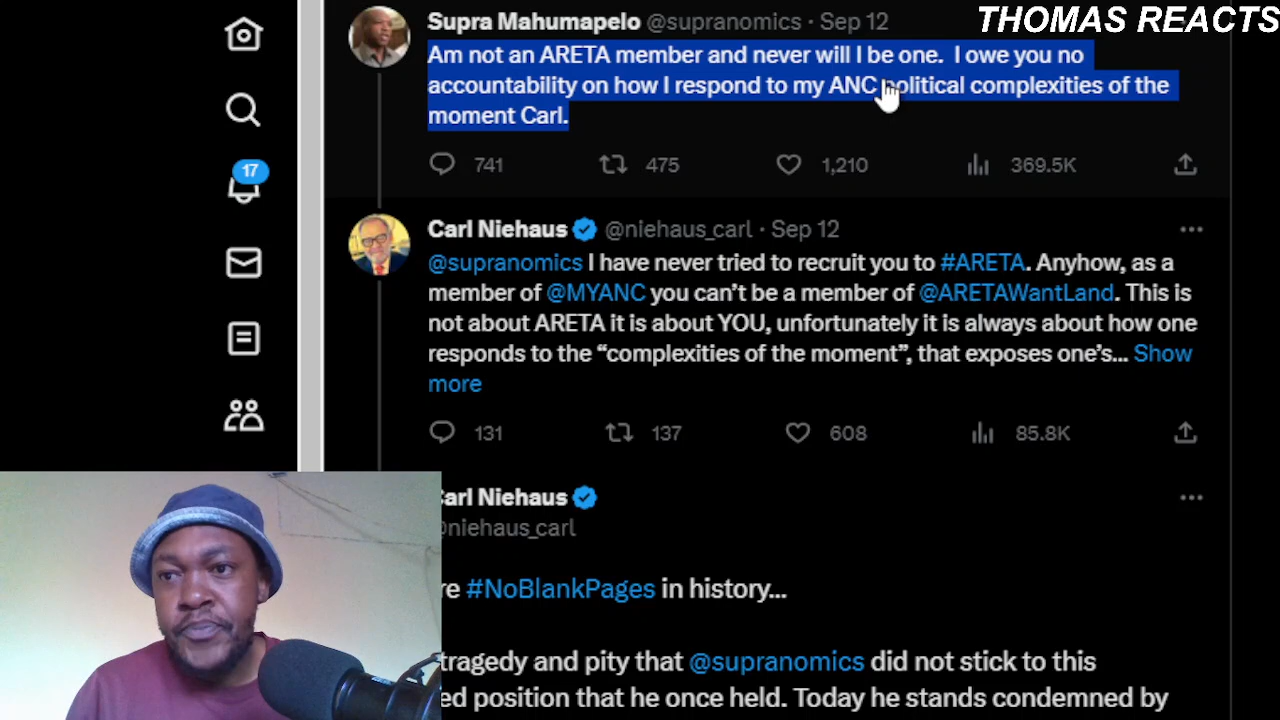 THOMAS REACTS
Supra Mahumapelo @supranomics · Sep 12
Am not an ARETA member and never will I be one. I owe you no
accountability on how I respond to my ANC political complexities of the
moment Carl.
741 475 1,210 369.5K
17
Carl Niehaus @niehaus_carl · Sep 12
@supranomics I have never tried to recruit you to #ARETA. Anyhow, as a
member of @MYANC you can't be a member of @ARETAWantLand. This is
not about ARETA it is about YOU, unfortunately it is always about how one
responds to the “complexities of the moment”, that exposes one's... Show
more
131 137 608 85.8K
Carl Niehaus
@niehaus_carl
#NoBlankPages in history...
tragedy and pity that @supranomics did not stick to this
position that he once held. Today he stands condemned by